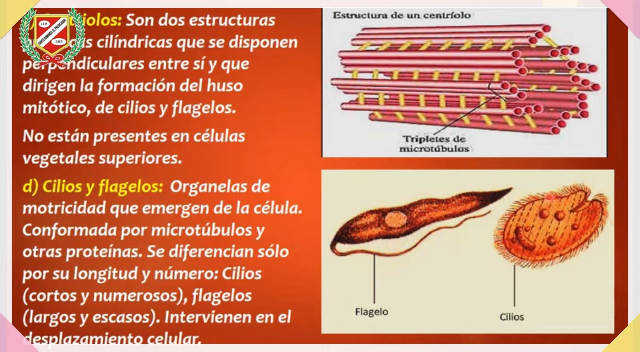 iolos: Son dos estructuras
cilíndricas que se disponen
perpendiculares entre sí y que
dirigen la formación del huso
mitótico, de cilios y flagelos.
No están presentes en células
vegetales superiores.
d) Cilios y flagelos: Organelas de
motricidad que emergen de la célula.
Conformada por microtúbulos y
otras proteínas. Se diferencian sólo
por su longitud y número: Cilios
(cortos y numerosos), flagelos
(largos y escasos). Intervienen en el
desplazamiento celular.
Estructura de un centríolo
Tripletes de
microtúbulos
Flagelo
Cilios